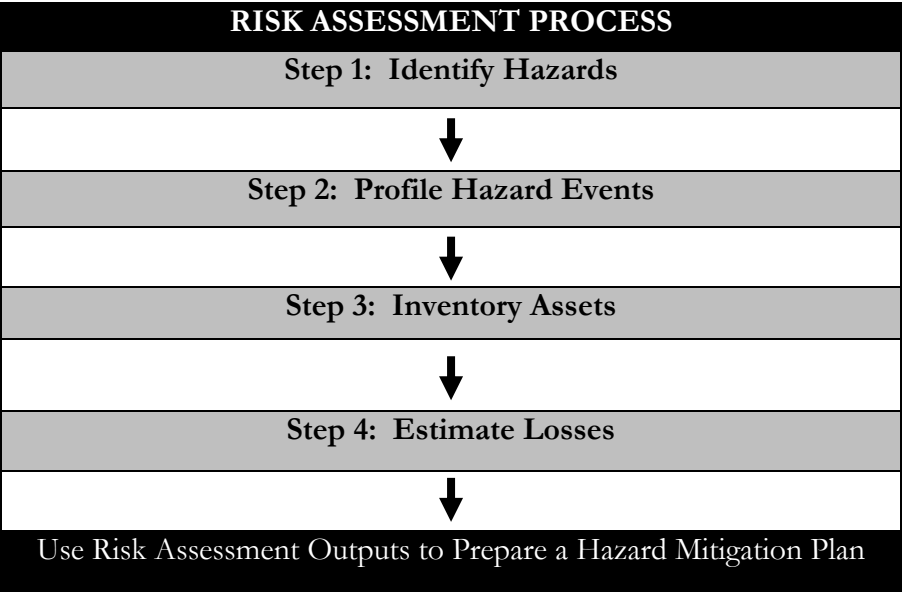 RISK ASSESSMENT PROCESS
Step 1: Identify Hazards
Step 2: Profile Hazard Events
Step 3: Inventory Assets
Step 4: Estimate Losses
Use Risk Assessment Outputs to Prepare a Hazard Mitigation Plan